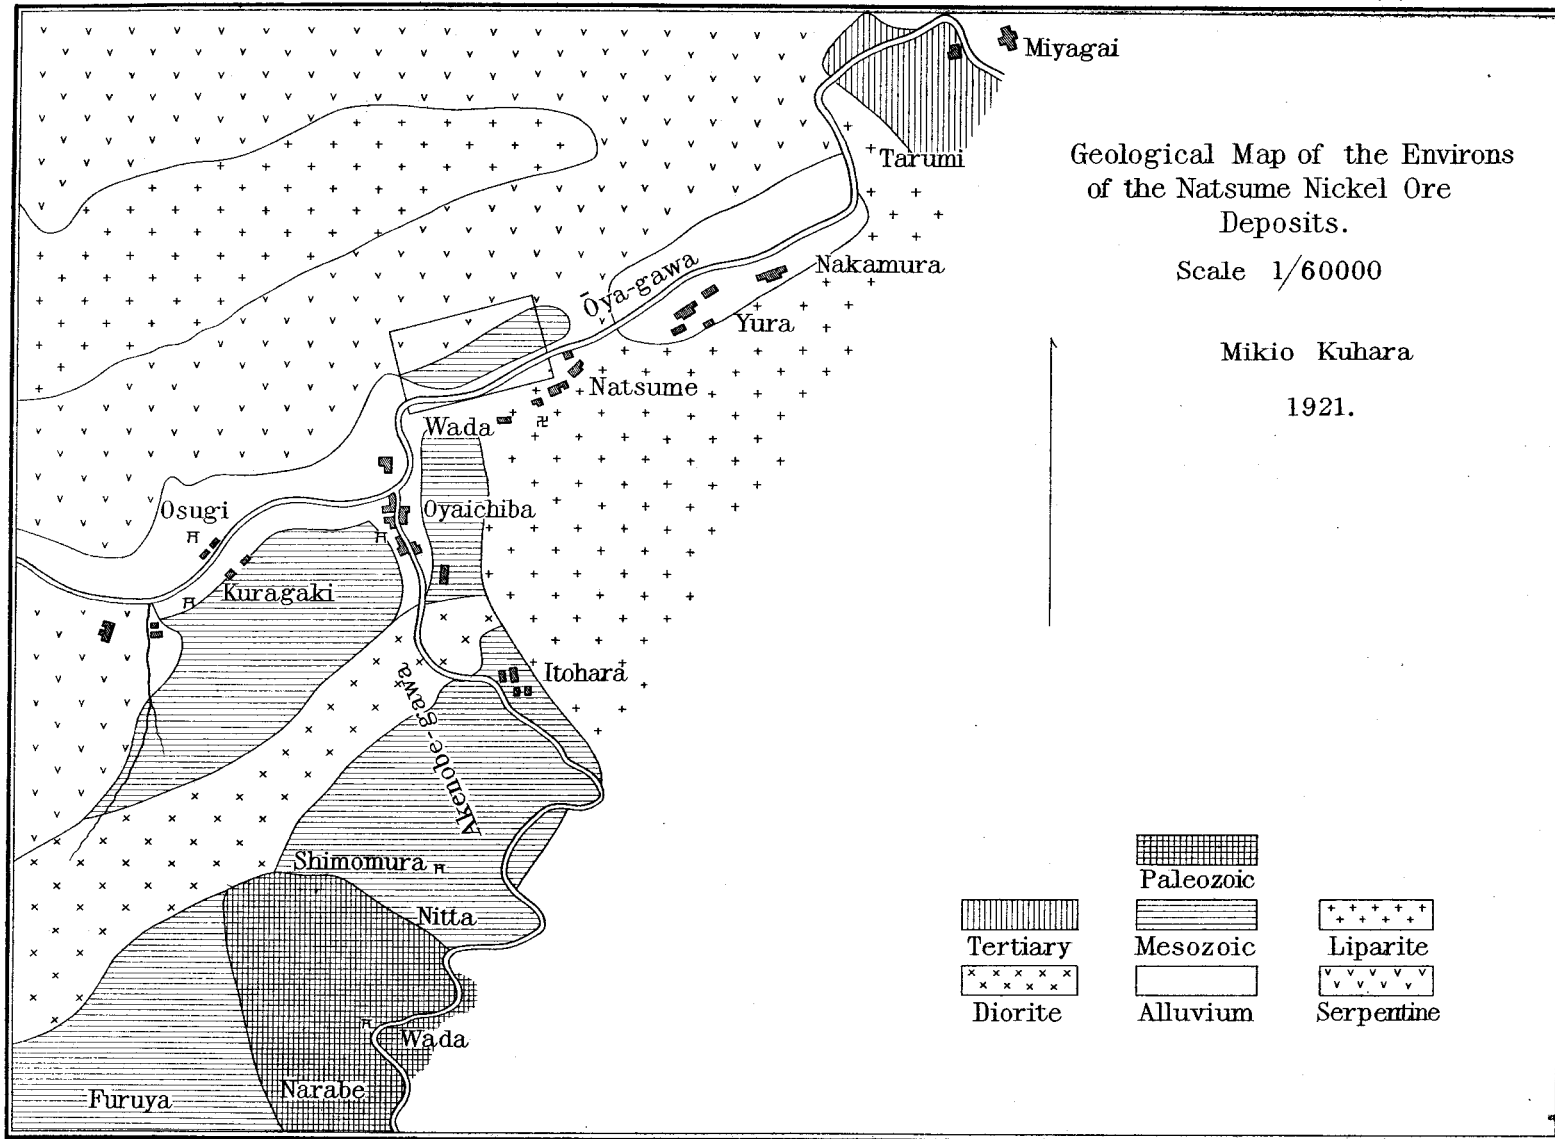 Miyagai
Tarumi
Geological Map of the Environs
of the Natsume Nickel Ore
Deposits.
Scale 1/60000
Mikio Kuhara
1921.
Nakamura
Ōya-gawa
Yura
Natsume
Wada
卍
Osugi
Oyaichiba
Kuragaki
Itohara
Akenobe-gawa
Shimomura
Nitta
Wada
Narabe
Furuya
Paleozoic
Tertiary
Mesozoic
Liparite
Diorite
Alluvium
Serpentine